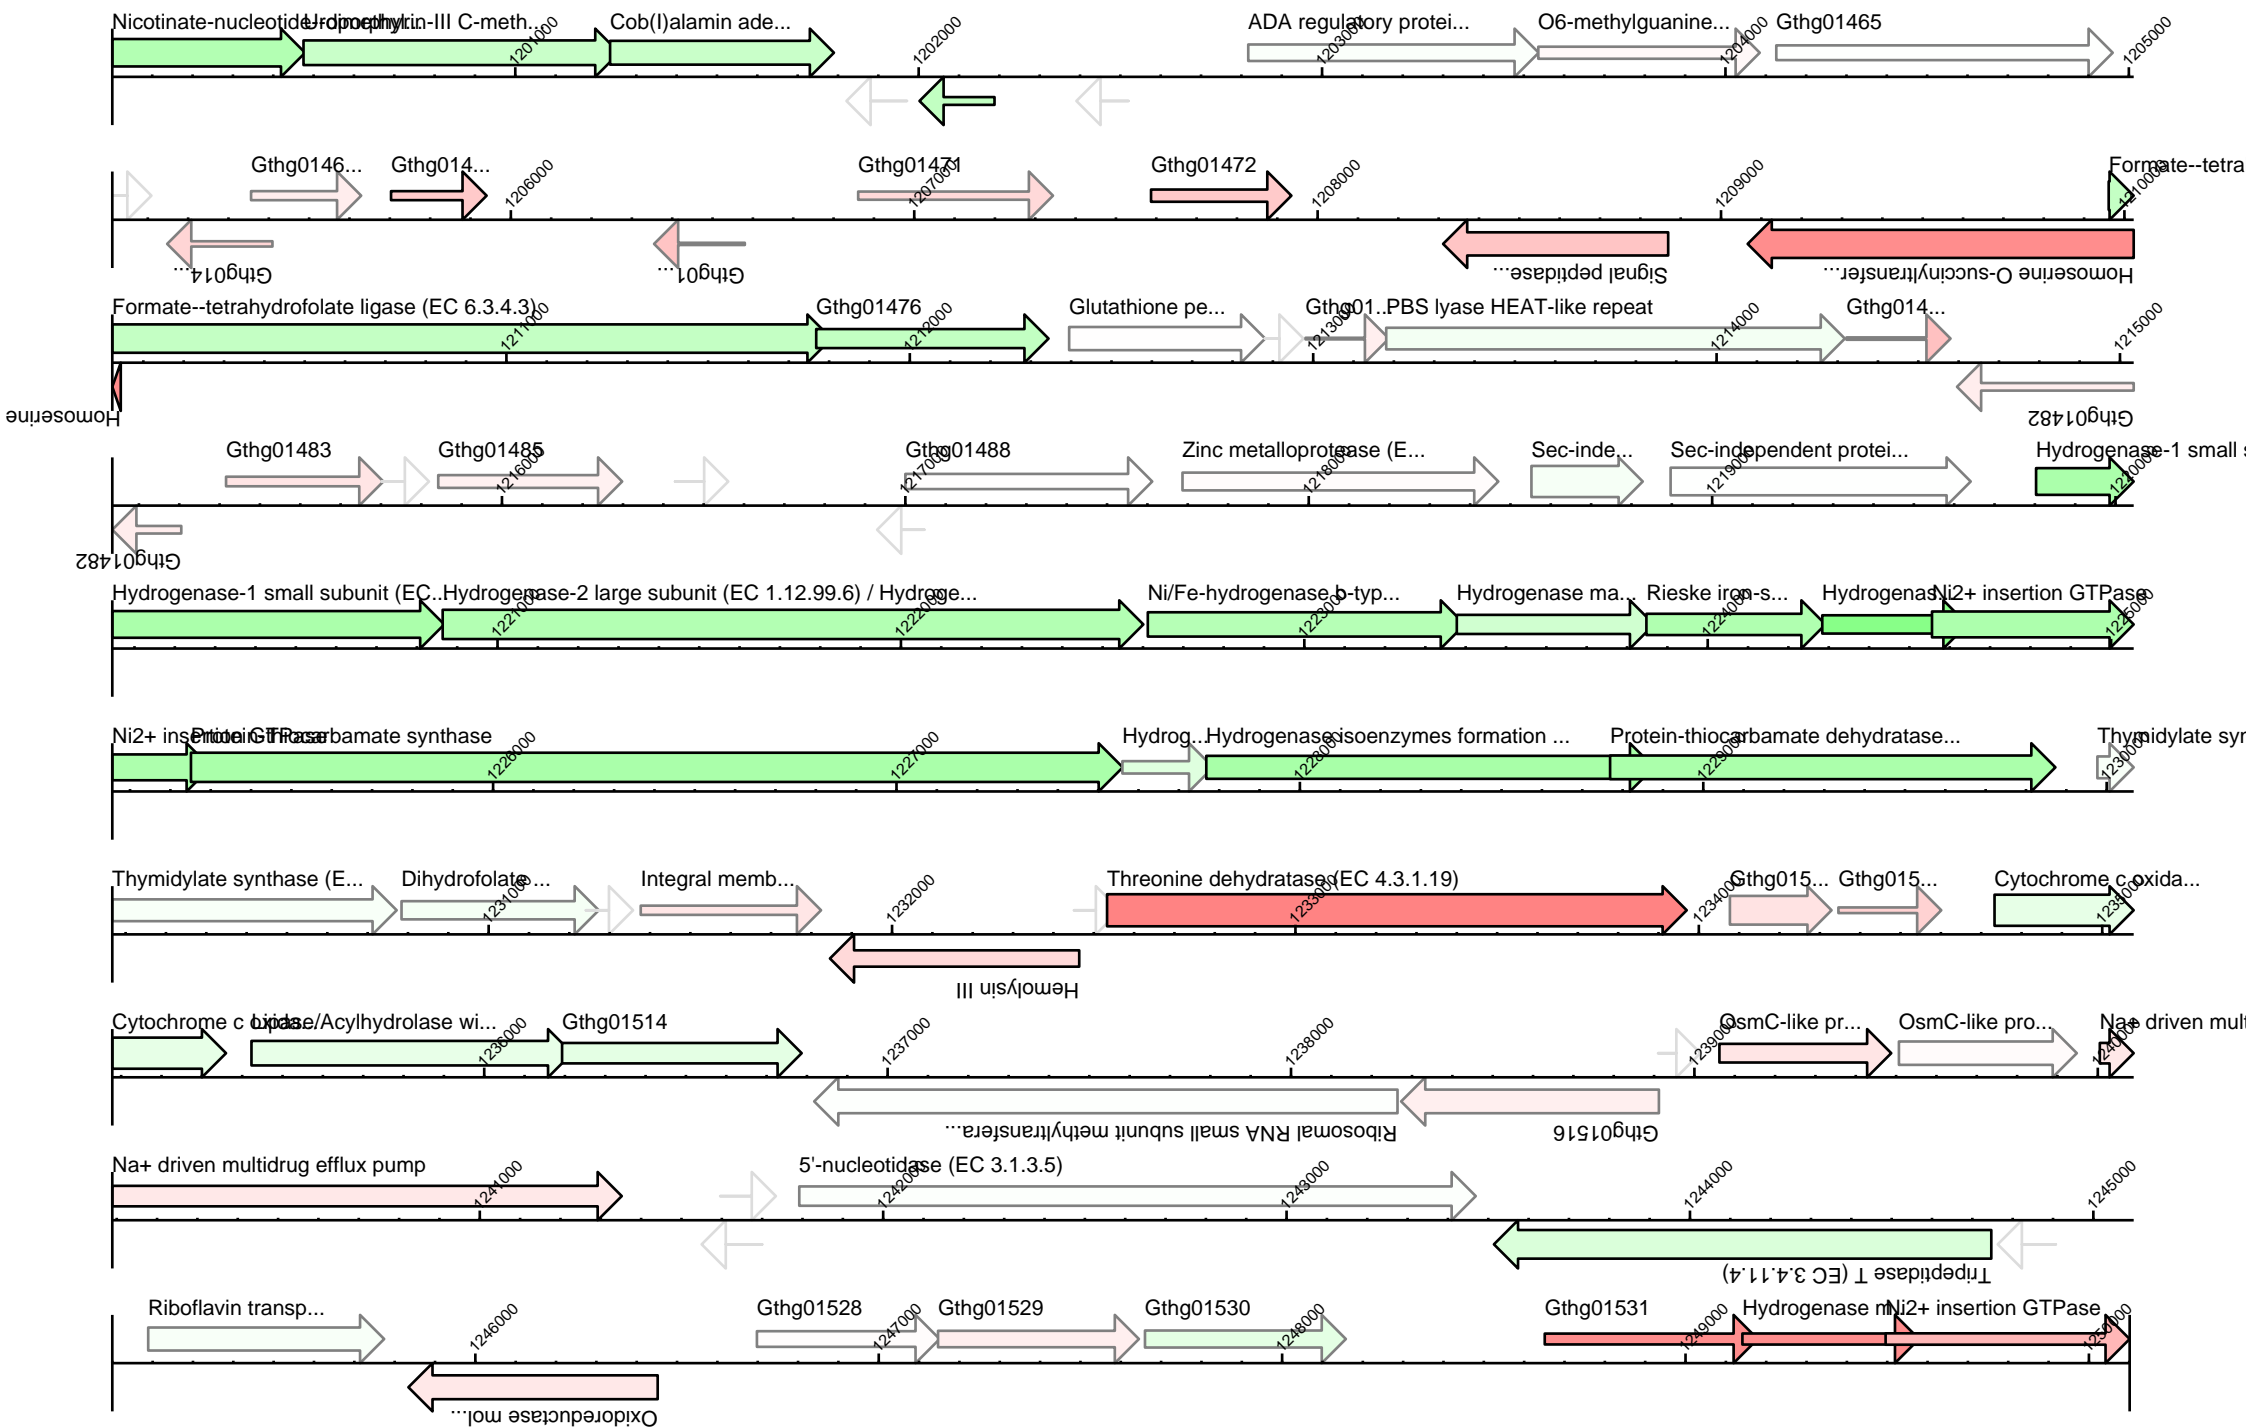 Nicotinate-nucleotide--dimethyl... Uroporphyrin-III C-meth... Cob(I)alamin ade... ADA regulatory protei... O6-methylguanine... Gthg01465
1201000 1202000 1203000 1204000 1205000
Gthg0146... Gthg014... Gthg01471 Gthg01472 Formate--tetra
1206000 1207000 1208000 1209000 1210000
Gthg014... Gthg01... Signal peptidase... Homoserine O-succinyltransfer...
Formate--tetrahydrofolate ligase (EC 6.3.4.3) Gthg01476 Glutathione pe... Gthg01... PBS lyase HEAT-like repeat Gthg014...
1211000 1212000 1213000 1214000 1215000
Homoserine Gthg01482
Gthg01483 Gthg01485 Gthg01488 Zinc metalloprotease (E... Sec-inde... Sec-independent protei... Hydrogenase-1 small s
1216000 1217000 1218000 1219000 1220000
Gthg01482
Hydrogenase-1 small subunit (EC... Hydrogenase-2 large subunit (EC 1.12.99.6) / Hydroge... Ni/Fe-hydrogenase b-typ... Hydrogenase ma... Rieske iron-s... Hydrogenas... Ni2+ insertion GTPase
1221000 1222000 1223000 1224000 1225000
Ni2+ insertion GTPase Protein-thiocarbamate synthase Hydrog... Hydrogenase isoenzymes formation ... Protein-thiocarbamate dehydratase... Thymidylate syn
1226000 1227000 1228000 1229000 1230000
Thymidylate synthase (E... Dihydrofolate ... Integral memb... Threonine dehydratase (EC 4.3.1.19) Gthg015... Gthg015... Cytochrome c oxida...
1231000 1232000 1233000 1234000 1235000
Hemolysin III
Cytochrome c oxidas... Lipase/Acylhydrolase wi... Gthg01514 OsmC-like pr... OsmC-like pro... Na+ driven mult
1236000 1237000 1238000 1239000 1240000
Ribosomal RNA small subunit methyltransfera... Gthg01516
Na+ driven multidrug efflux pump 5'-nucleotidase (EC 3.1.3.5)
1241000 1242000 1243000 1244000 1245000
Tripeptidase T (EC 3.4.11.4)
Riboflavin transp... Gthg01528 Gthg01529 Gthg01530 Gthg01531 Hydrogenase m... Ni2+ insertion GTPase
1246000 1247000 1248000 1249000 1250000
Oxidoreductase mol...